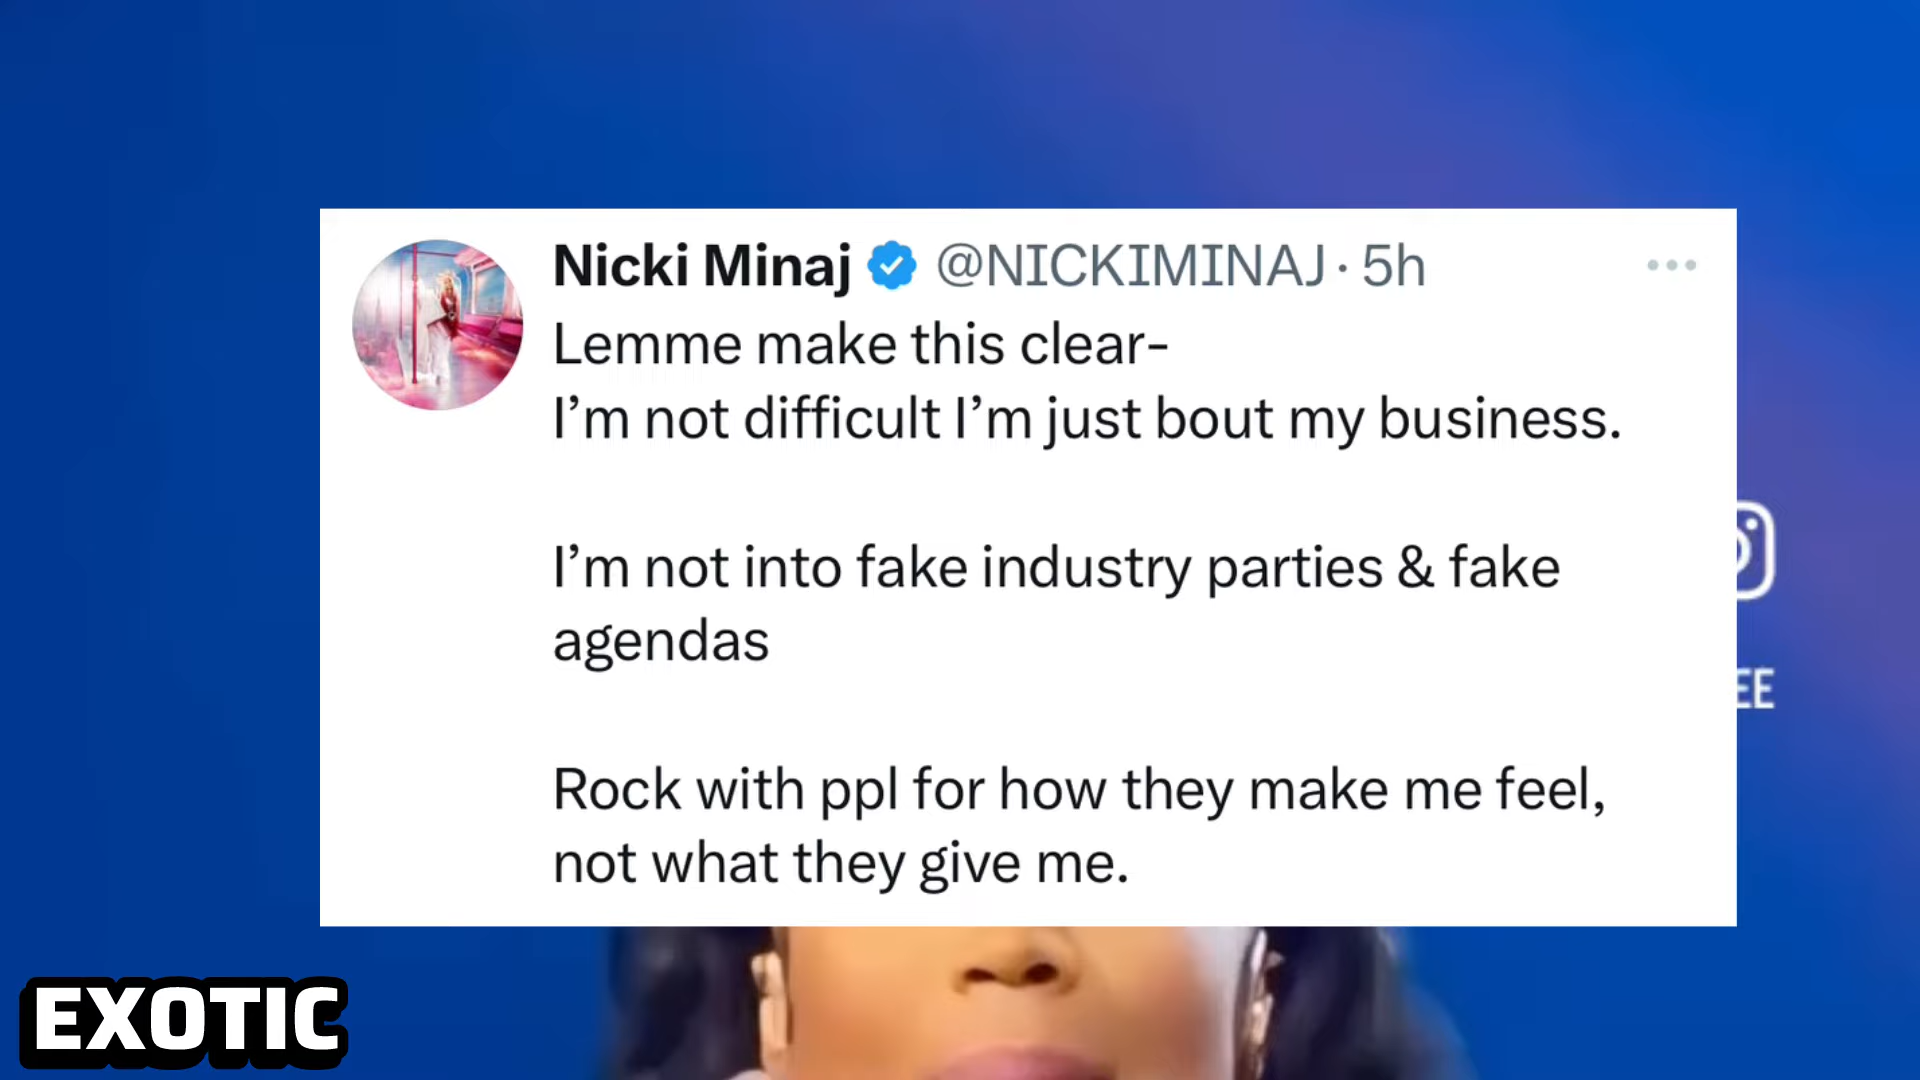 Nicki Minaj @NICKIMINAJ · 5h
Lemme make this clear-
I’m not difficult I’m just bout my business.
I’m not into fake industry parties & fake
agendas
Rock with ppl for how they make me feel,
not what they give me.
EE
EXOTIC